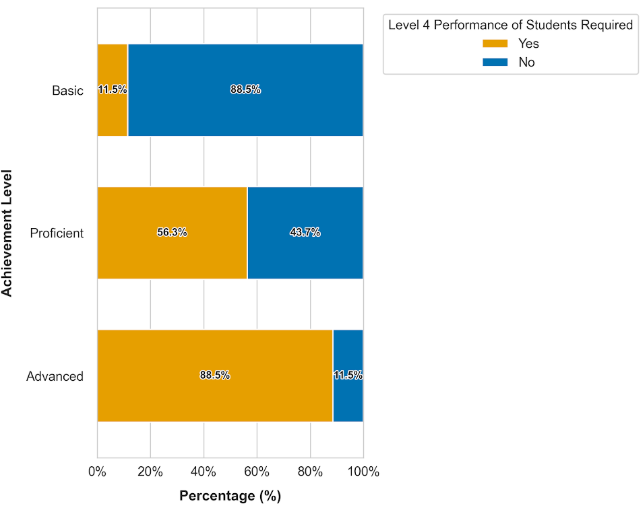 Level 4 Performance of Students Required
Yes
No
Basic
11.5%
88.5%
Proficient
56.3%
43.7%
Advanced
88.5%
11.5%
Achievement Level
0%
20%
40%
60%
80%
100%
Percentage (%)